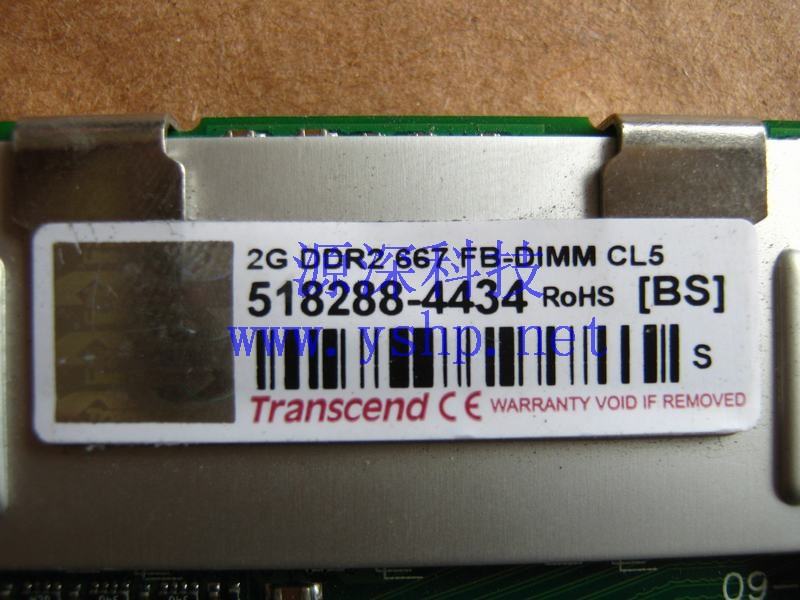 2G DDR2 667 FB-DIMM CL5
518288-4434 RoHS [BS]
S
Transcend CE WARRANTY VOID IF REMOVED
源深科技
www.yshp.net
09-